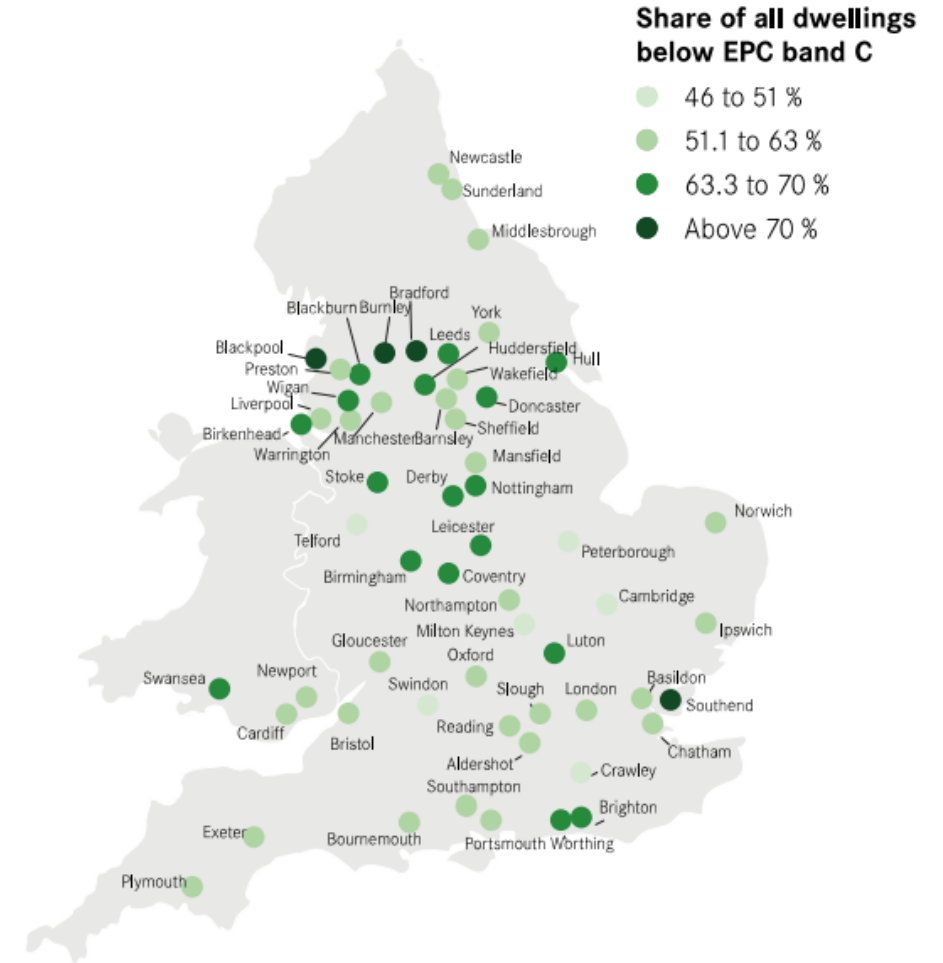 Share of all dwellings
below EPC band C
46 to 51 %
51.1 to 63 %
63.3 to 70 %
Above 70 %
Newcastle
Sunderland
Middlesbrough
Bradford
Blackburn
Burnley
York
Leeds
Blackpool
Huddersfield
Hull
Preston
Wakefield
Wigan
Liverpool
Doncaster
Birkenhead
Sheffield
Manchester
Barnsley
Warrington
Mansfield
Stoke
Derby
Nottingham
Norwich
Leicester
Telford
Peterborough
Birmingham
Coventry
Cambridge
Northampton
Milton Keynes
Ipswich
Gloucester
Luton
Oxford
Newport
Swansea
Swindon
Slough
London
Basildon
Southend
Reading
Cardiff
Bristol
Chatham
Aldershot
Crawley
Southampton
Brighton
Exeter
Bournemouth
Portsmouth
Worthing
Plymouth